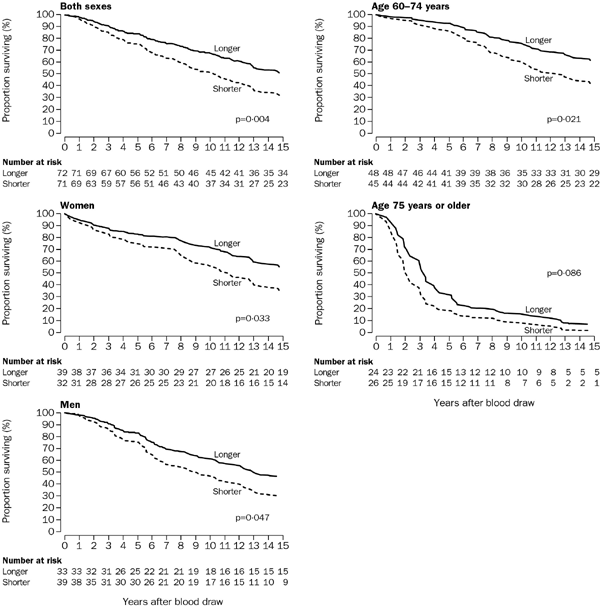 Both sexes
Proportion surviving (%)
100
90
80
70
60
50
40
30
20
10
0
Longer
Shorter
p=0·004
0 1 2 3 4 5 6 7 8 9 10 11 12 13 14 15
Number at risk
Longer 72 71 69 67 60 56 52 51 50 46 45 42 41 36 35 34
Shorter 71 69 63 59 57 56 51 46 43 40 37 34 31 27 25 23
Women
Proportion surviving (%)
100
90
80
70
60
50
40
30
20
10
0
Longer
Shorter
p=0·033
0 1 2 3 4 5 6 7 8 9 10 11 12 13 14 15
Number at risk
Longer 39 38 37 36 34 31 30 30 29 27 27 26 25 21 20 19
Shorter 32 31 28 28 27 26 25 25 23 21 20 18 16 16 15 14
Men
Proportion surviving (%)
100
90
80
70
60
50
40
30
20
10
0
Longer
Shorter
p=0·047
0 1 2 3 4 5 6 7 8 9 10 11 12 13 14 15
Number at risk
Longer 33 33 32 31 26 25 22 21 21 19 18 16 16 15 15 15
Shorter 39 38 35 31 30 30 26 21 20 19 17 16 15 11 10 9
Years after blood draw
Age 60–74 years
Proportion surviving (%)
100
90
80
70
60
50
40
30
20
10
0
Longer
Shorter
p=0·021
0 1 2 3 4 5 6 7 8 9 10 11 12 13 14 15
Number at risk
Longer 48 48 47 46 44 41 39 39 38 36 35 33 33 31 30 29
Shorter 45 44 44 42 41 41 39 35 32 32 30 28 26 25 23 22
Age 75 years or older
Proportion surviving (%)
100
90
80
70
60
50
40
30
20
10
0
p=0·086
Longer
Shorter
0 1 2 3 4 5 6 7 8 9 10 11 12 13 14 15
Number at risk
Longer 24 23 22 21 16 15 13 12 12 10 10 9 8 5 5 5
Shorter 26 25 19 17 16 15 12 11 11 8 7 6 5 2 2 1
Years after blood draw